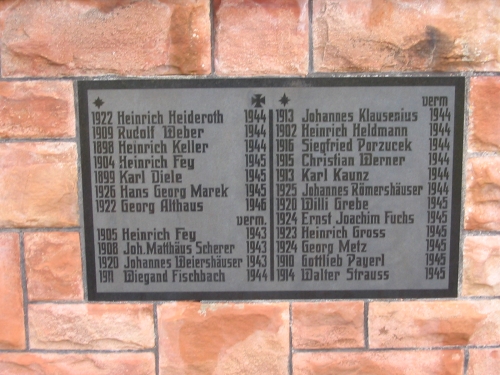 1922 Heinrich Heideroth 1944
1909 Rudolf Weber 1944
1898 Heinrich Keller 1944
1904 Heinrich Fey 1945
1899 Karl Diele 1945
1926 Hans Georg Marek 1945
1922 Georg Althaus 1946
verm.
1905 Heinrich Fey 1943
1908 Joh. Matthäus Scherer 1943
1920 Johannes Weiershäuser 1943
1911 Wiegand Fischbach 1944
verm
1913 Johannes Klausenius 1944
1902 Heinrich Heldmann 1944
1916 Siegfried Parzucek 1944
1915 Christian Werner 1944
1913 Karl Kaunz 1944
1925 Johannes Römershäuser 1944
1920 Willi Grebe 1945
1924 Ernst Joachim Fuchs 1945
1923 Heinrich Gross 1945
1924 Georg Metz 1945
1910 Gottlieb Payerl 1945
1914 Walter Strauss 1945